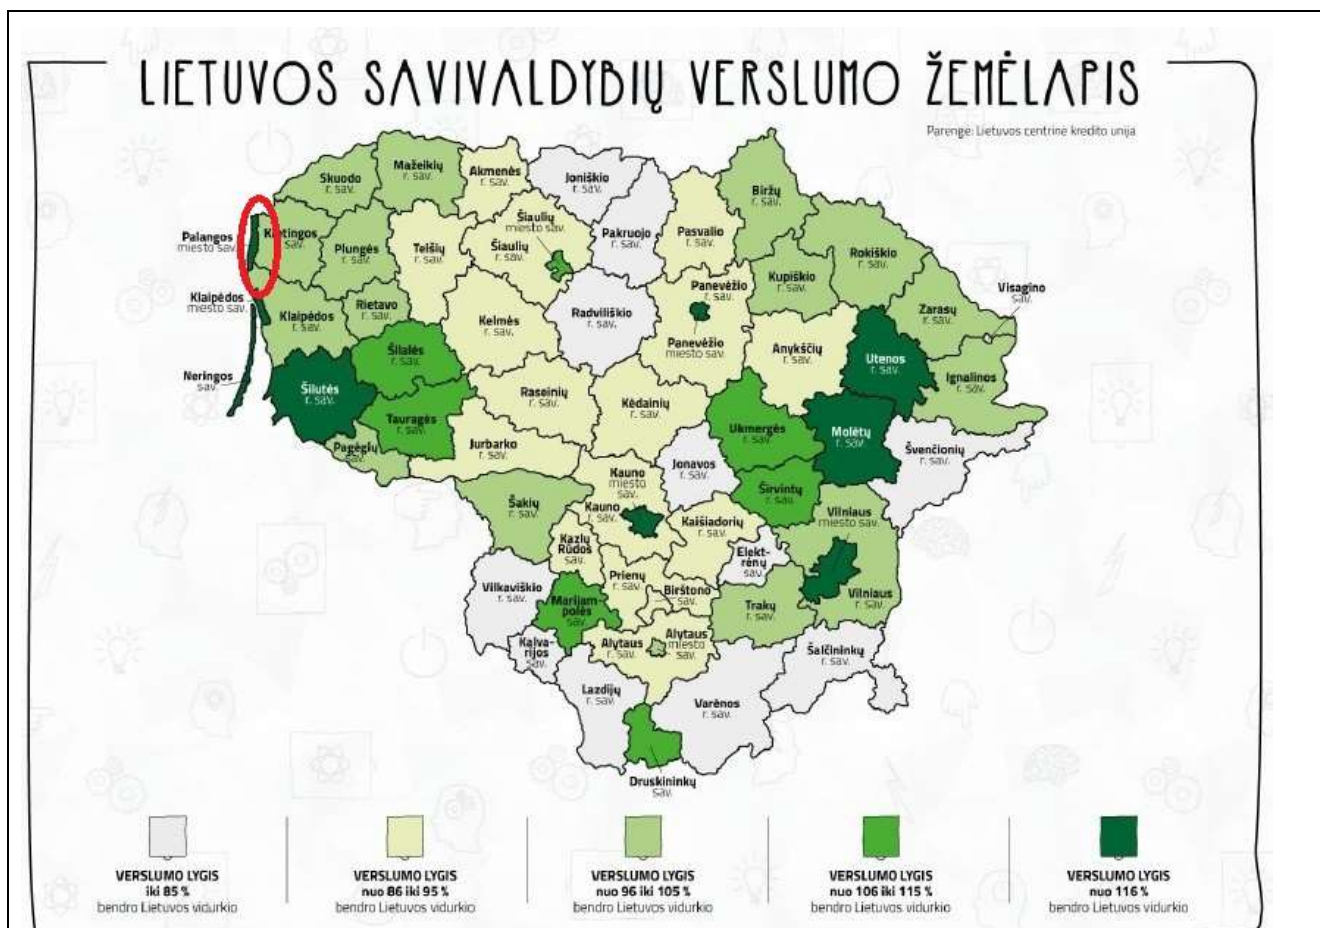 LIETUVOS SAVIVALDYBIŲ VERSLUMO ŽEMĖLAPIS
Parengė: Lietuvos centrinė kredito unija
Skuodo
r. sav.
Mažeikių
r. sav.
Akmenės
r. sav.
Joniškio
r. sav.
Biržų
r. sav.
Palangos
miesto sav.
Kretingos
sav.
Plungės
r. sav.
Telšių
r. sav.
Šiaulių
miesto sav.
Šiaulių
r. sav.
Pakruojo
r. sav.
Pasvalio
r. sav.
Rokiškio
r. sav.
Kupiškio
r. sav.
Klaipėdos
miesto sav.
Klaipėdos
r. sav.
Rietavo
r. sav.
Kelmės
r. sav.
Radviliškio
r. sav.
Panevėžio
r. sav.
Panevėžio
miesto sav.
Visagino
sav.
Zarasų
r. sav.
Anykščių
r. sav.
Utenos
r. sav.
Ignalinos
r. sav.
Neringos
sav.
Šilutės
r. sav.
Šilalės
r. sav.
Tauragės
r. sav.
Raseinių
r. sav.
Kėdainių
r. sav.
Ukmergės
r. sav.
Molėtų
r. sav.
Švenčionių
r. sav.
Pagėgių
sav.
Jurbarko
r. sav.
Jonavos
r. sav.
Kauno
miesto
sav.
Širvintų
r. sav.
Šakių
r. sav.
Kauno
r. sav.
Kaišiadorių
r. sav.
Vilniaus
miesto sav.
Kazlų
Rūdos
sav.
Elekt-
rėnų
sav.
Vilkaviškio
r. sav.
Prienų
r. sav.
Birštono
sav.
Marijam-
polės
sav.
Trakų
r. sav.
Vilniaus
r. sav.
Kalva-
rijos
sav.
Alytaus
r. sav.
Alytaus
miesto
sav.
Šalčininkų
r. sav.
Lazdijų
r. sav.
Varėnos
r. sav.
Druskininkų
sav.
VERSLUMO LYGIS
iki 85 %
bendro Lietuvos vidurkio
VERSLUMO LYGIS
nuo 86 iki 95 %
bendro Lietuvos vidurkio
VERSLUMO LYGIS
nuo 96 iki 105 %
bendro Lietuvos vidurkio
VERSLUMO LYGIS
nuo 106 iki 115 %
bendro Lietuvos vidurkio
VERSLUMO LYGIS
nuo 116 %
bendro Lietuvos vidurkio